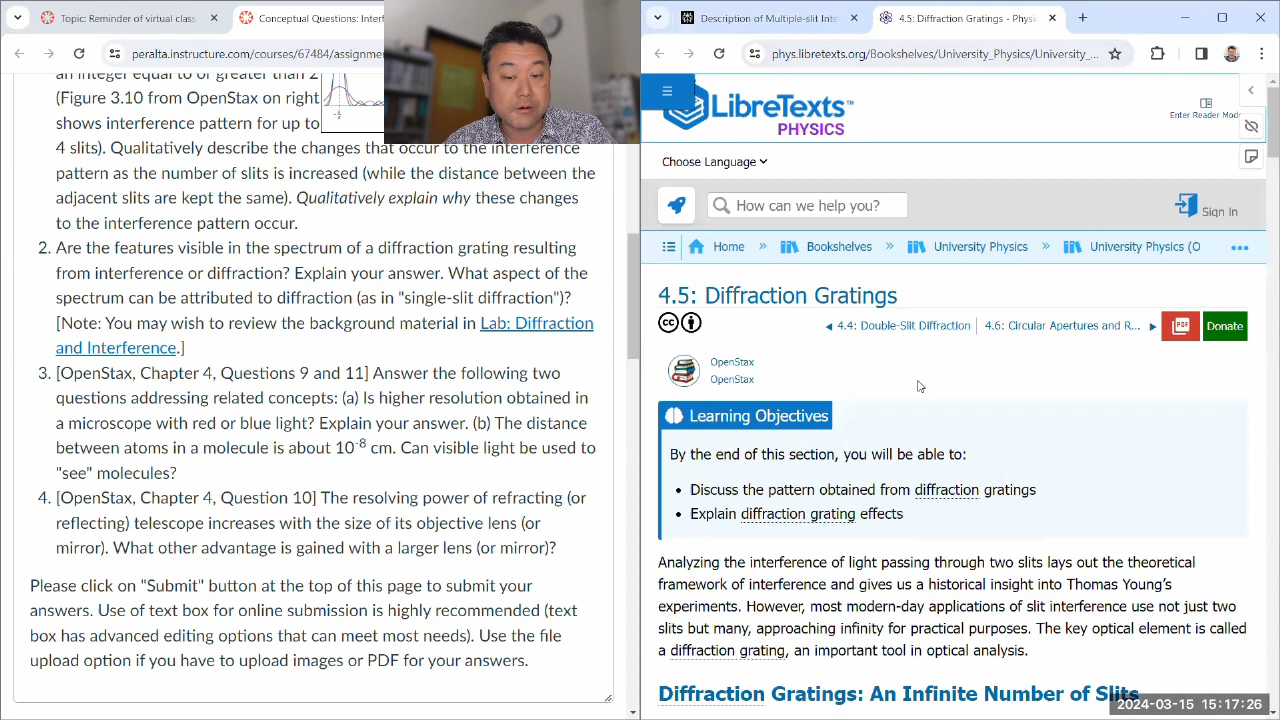 Topic Reminder of virtual class
Conceptual Questions: Interf
peralta.instructure.com/courses/67484/assignme
an integer equal to or greater than 2
(Figure 3.10 from OpenStax on right
shows interference pattern for up to
4 slits). Qualitatively describe the changes that occur to the interference
pattern as the number of slits is increased (while the distance between the
adjacent slits are kept the same). Qualitatively explain why these changes
to the interference pattern occur.
2. Are the features visible in the spectrum of a diffraction grating resulting
from interference or diffraction? Explain your answer. What aspect of the
spectrum can be attributed to diffraction (as in "single-slit diffraction")?
[Note: You may wish to review the background material in Lab: Diffraction
and Interference.]
3. [OpenStax, Chapter 4, Questions 9 and 11] Answer the following two
questions addressing related concepts: (a) Is higher resolution obtained in
a microscope with red or blue light? Explain your answer. (b) The distance
between atoms in a molecule is about 10⁻⁸ cm. Can visible light be used to
"see" molecules?
4. [OpenStax, Chapter 4, Question 10] The resolving power of refracting (or
reflecting) telescope increases with the size of its objective lens (or
mirror). What other advantage is gained with a larger lens (or mirror)?
Please click on "Submit" button at the top of this page to submit your
answers. Use of text box for online submission is highly recommended (text
box has advanced editing options that can meet most needs). Use the file
upload option if you have to upload images or PDF for your answers.
Description of Multiple-slit Inte
4.5: Diffraction Gratings - Physi
phys.libretexts.org/Bookshelves/University_Physics/University_
LibreTexts™
PHYSICS
Enter Reader Mod
Choose Language
How can we help you?
Sign in
Home » Bookshelves » University Physics » University Physics (O
4.5: Diffraction Gratings
4.4: Double-Slit Diffraction | 4.6: Circular Apertures and R...
PDF
Donate
OpenStax
OpenStax
Learning Objectives
By the end of this section, you will be able to:
• Discuss the pattern obtained from diffraction gratings
• Explain diffraction grating effects
Analyzing the interference of light passing through two slits lays out the theoretical
framework of interference and gives us a historical insight into Thomas Young's
experiments. However, most modern-day applications of slit interference use not just two
slits but many, approaching infinity for practical purposes. The key optical element is called
a diffraction grating, an important tool in optical analysis.
Diffraction Gratings: An Infinite Number of Slits
2024-03-15 15:17:26